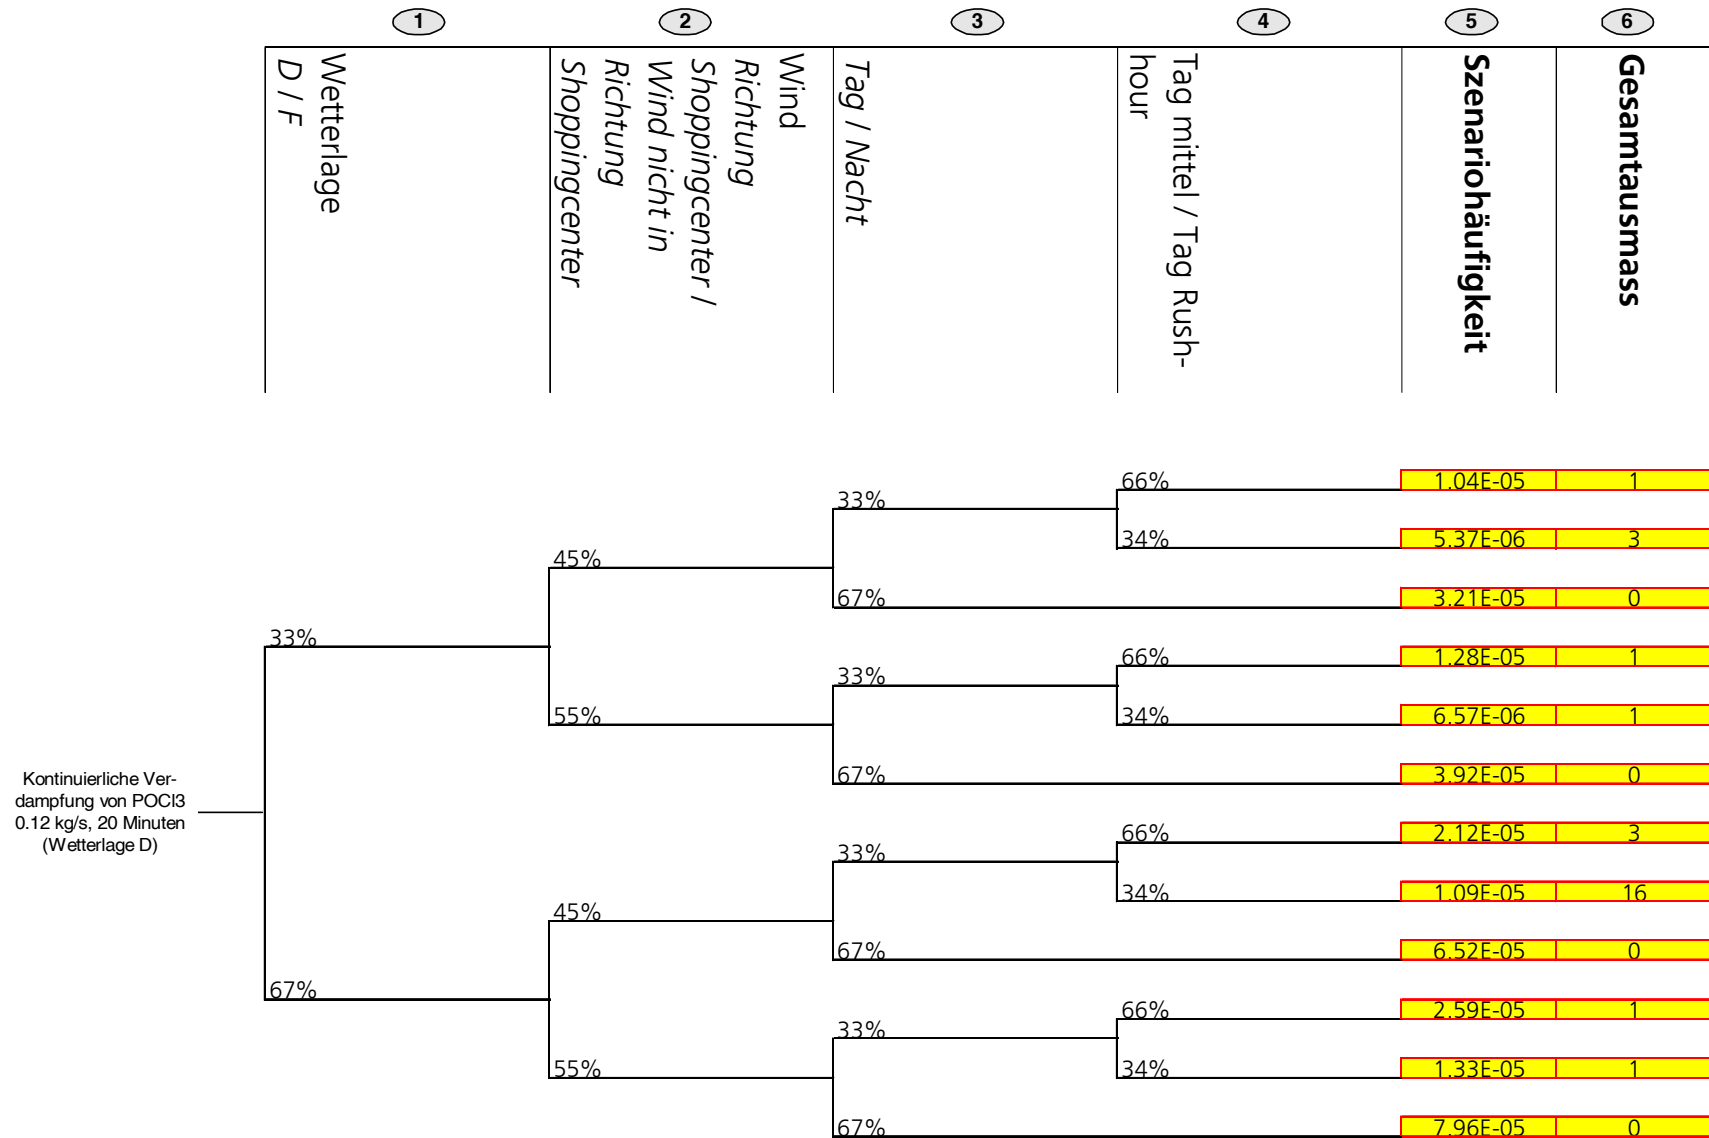 1
2
3
4
5
6
Wetterlage
D / F
Wind
Richtung
Shoppingcenter /
Wind nicht in
Richtung
Shoppingcenter
Tag / Nacht
Tag mittel / Tag Rush-
hour
Szenariohäufigkeit
Gesamtausmass
66% 1.04E-05 1
33%
34% 5.37E-06 3
45%
67% 3.21E-05 0
33%
66% 1.28E-05 1
33%
34% 6.57E-06 1
55%
67% 3.92E-05 0
Kontinuierliche Ver-
dampfung von POCl3
0.12 kg/s, 20 Minuten
(Wetterlage D)
66% 2.12E-05 3
33%
34% 1.09E-05 16
45%
67% 6.52E-05 0
67%
66% 2.59E-05 1
33%
34% 1.33E-05 1
55%
67% 7.96E-05 0